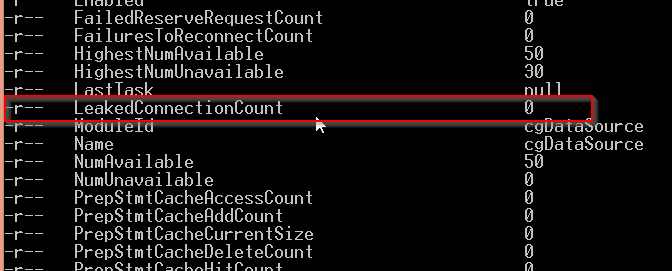 -r-- Enabled true
-r-- FailedReserveRequestCount 0
-r-- FailuresToReconnectCount 0
-r-- HighestNumAvailable 50
-r-- HighestNumUnavailable 30
-r-- LastTask null
-r-- LeakedConnectionCount 0
-r-- ModuleId cgDataSource
-r-- Name cgDataSource
-r-- NumAvailable 50
-r-- NumUnavailable 0
-r-- PrepStmtCacheAccessCount 0
-r-- PrepStmtCacheAddCount 0
-r-- PrepStmtCacheCurrentSize 0
-r-- PrepStmtCacheDeleteCount 0
-r-- PrepStmtCacheHitCount 0